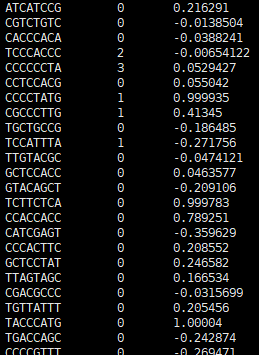 ATCATCCG 0 0.216291
CGTCTGTC 0 -0.0138504
CACCCACA 0 -0.0388241
TCCCACCC 2 -0.00654122
CCCCCCTA 3 0.0529427
CCTCCACG 0 0.055042
CCCCTATG 1 0.999935
CGCCCTTG 1 0.41345
TGCTGCCG 0 -0.186485
TCCATTTA 1 -0.271756
TTGTACGC 0 -0.0474121
GCTCCACC 0 0.0463577
GTACAGCT 0 -0.209106
TCTTCTCA 0 0.999783
CCACCACC 0 0.789251
CATCGAGT 0 -0.359629
CCCACTTC 0 0.208552
GCTCCTAT 0 0.246582
TTAGTAGC 0 0.166534
CGACGCCC 0 -0.0315699
TGTTATTT 0 0.205456
TACCCATG 0 1.00004
TGACCAGC 0 -0.242874
CCCCGTTT 0 -0.269471